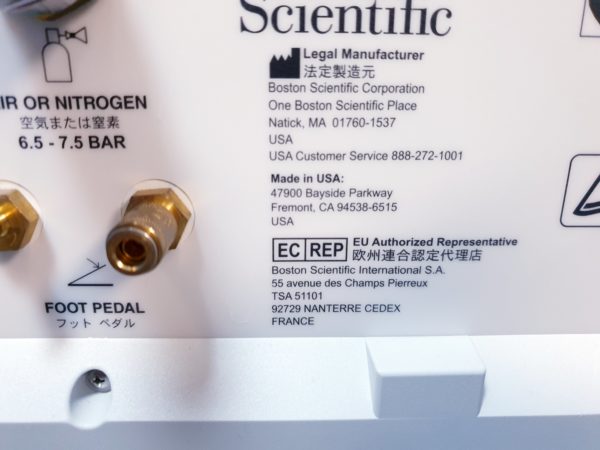 Scientific
Legal Manufacturer
法定製造元
Boston Scientific Corporation
One Boston Scientific Place
Natick, MA 01760-1537
USA
USA Customer Service 888-272-1001
Made in USA:
47900 Bayside Parkway
Fremont, CA 94538-6515
USA
EC REP EU Authorized Representative
欧州連合認定代理店
Boston Scientific International S.A.
55 avenue des Champs Pierreux
TSA 51101
92729 NANTERRE CEDEX
FRANCE
IR OR NITROGEN
空気または窒素
6.5 - 7.5 BAR
FOOT PEDAL
フット ペダル